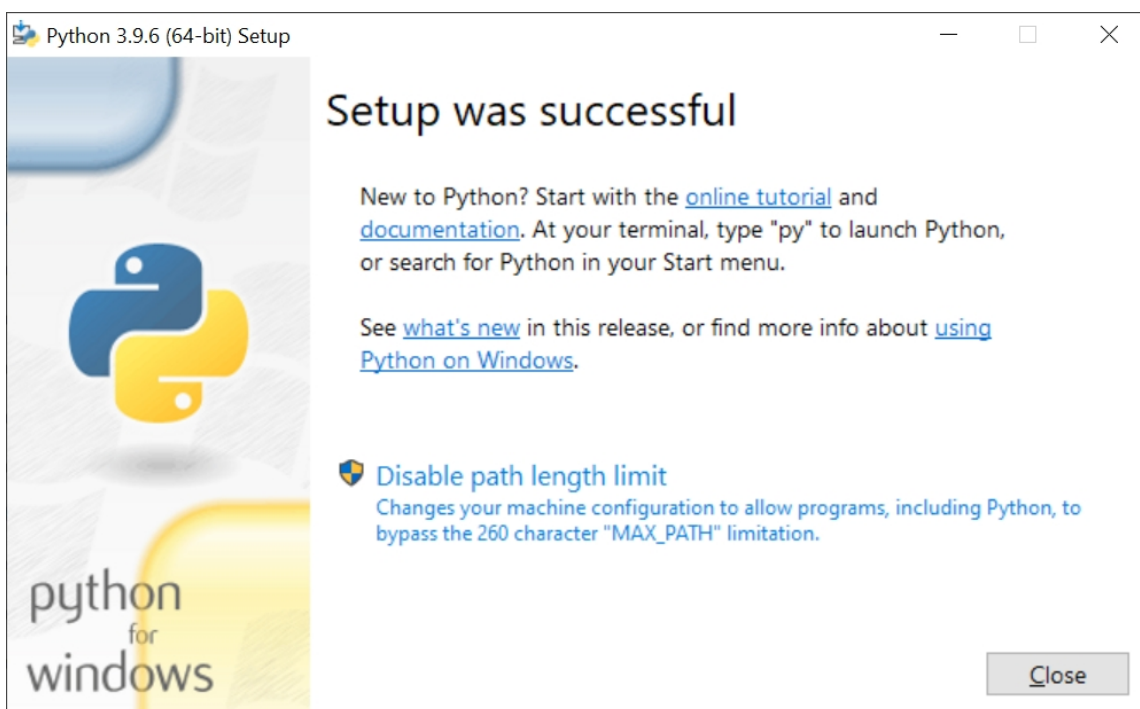 Python 3.9.6 (64-bit) Setup
Setup was successful
New to Python? Start with the online tutorial and
documentation. At your terminal, type "py" to launch Python,
or search for Python in your Start menu.
See what's new in this release, or find more info about using
Python on Windows.
Disable path length limit
Changes your machine configuration to allow programs, including Python, to
bypass the 260 character "MAX_PATH" limitation.
python
for
windows
Close